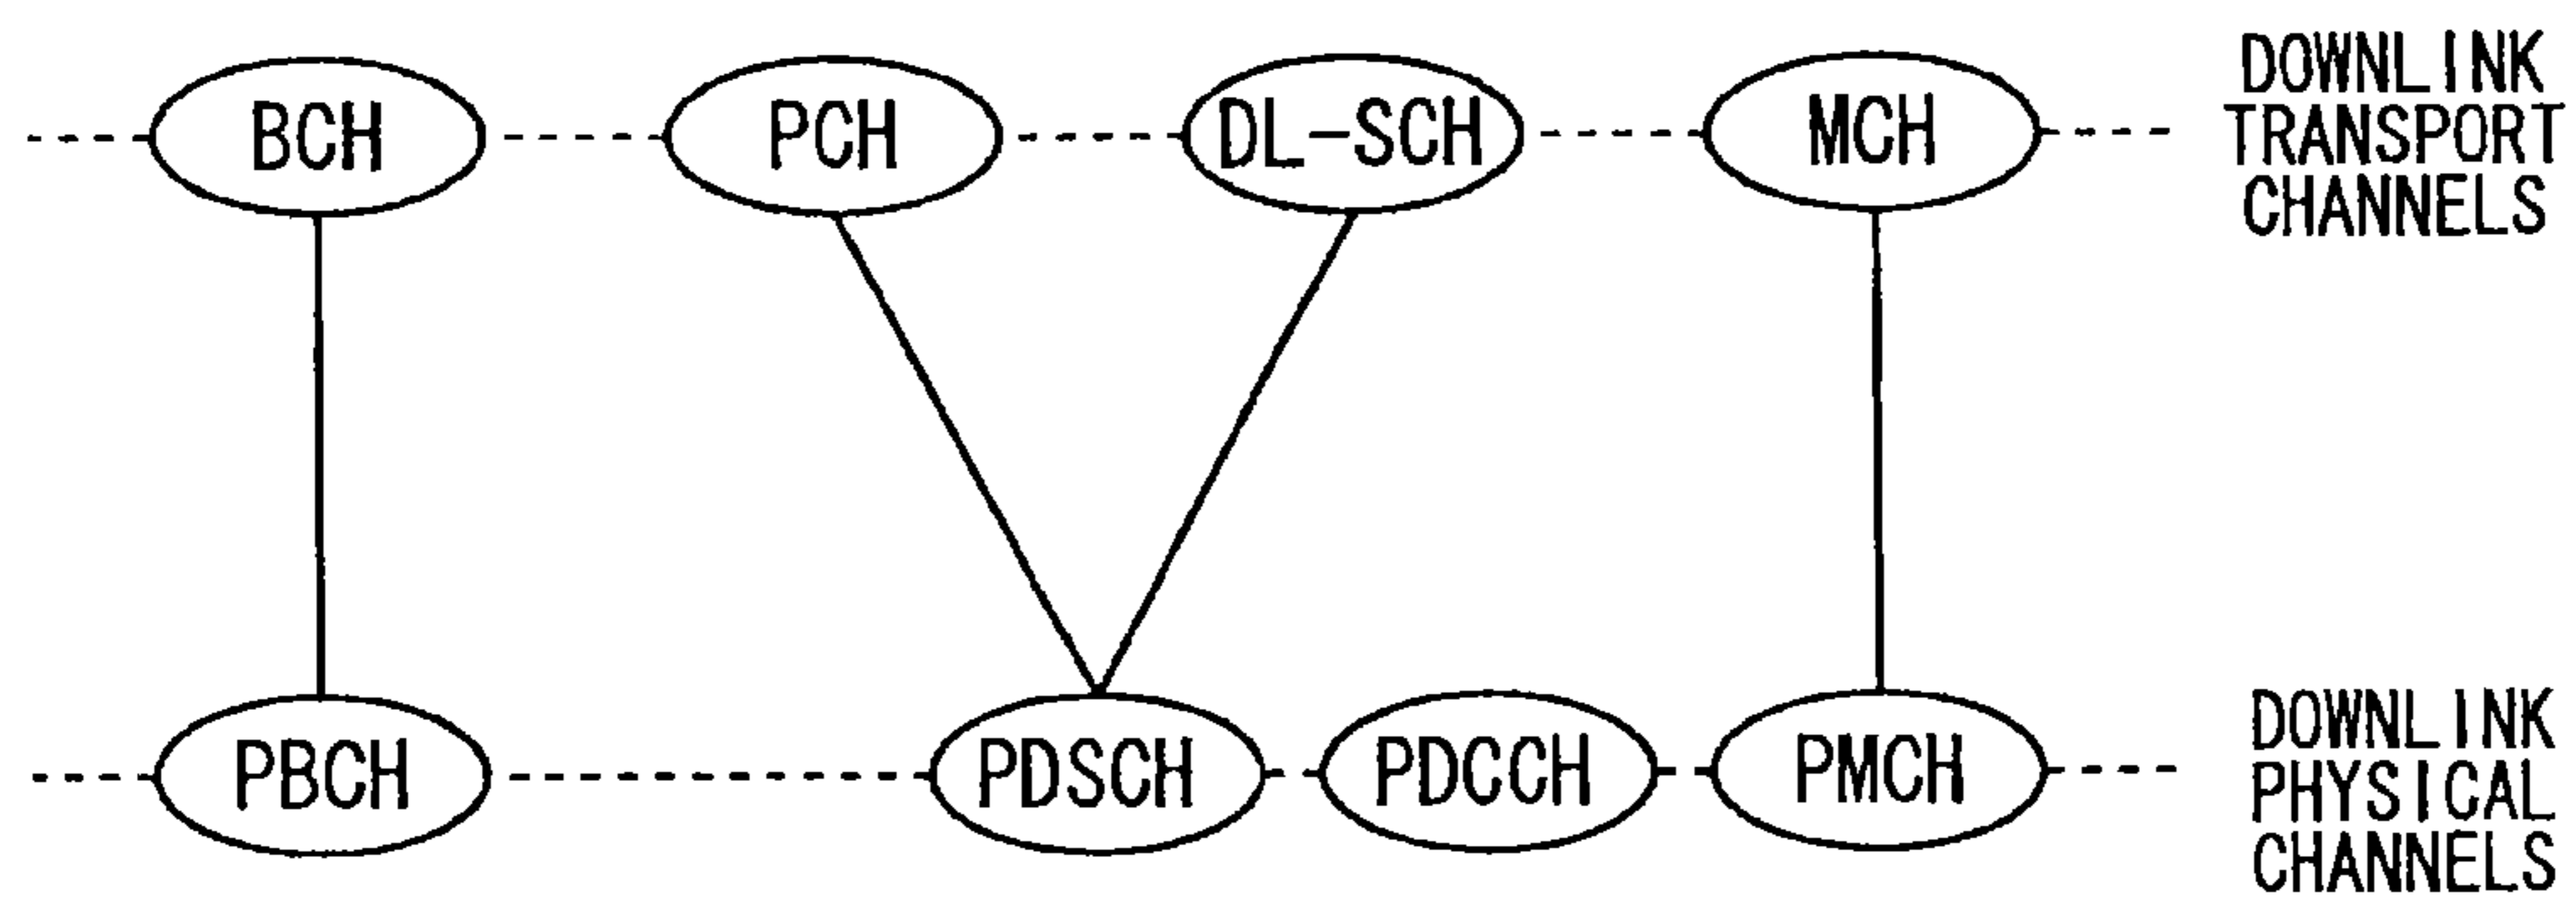 BCH PCH DL-SCH MCH
DOWNLINK
TRANSPORT
CHANNELS
PBCH PDSCH PDCCH PMCH
DOWNLINK
PHYSICAL
CHANNELS